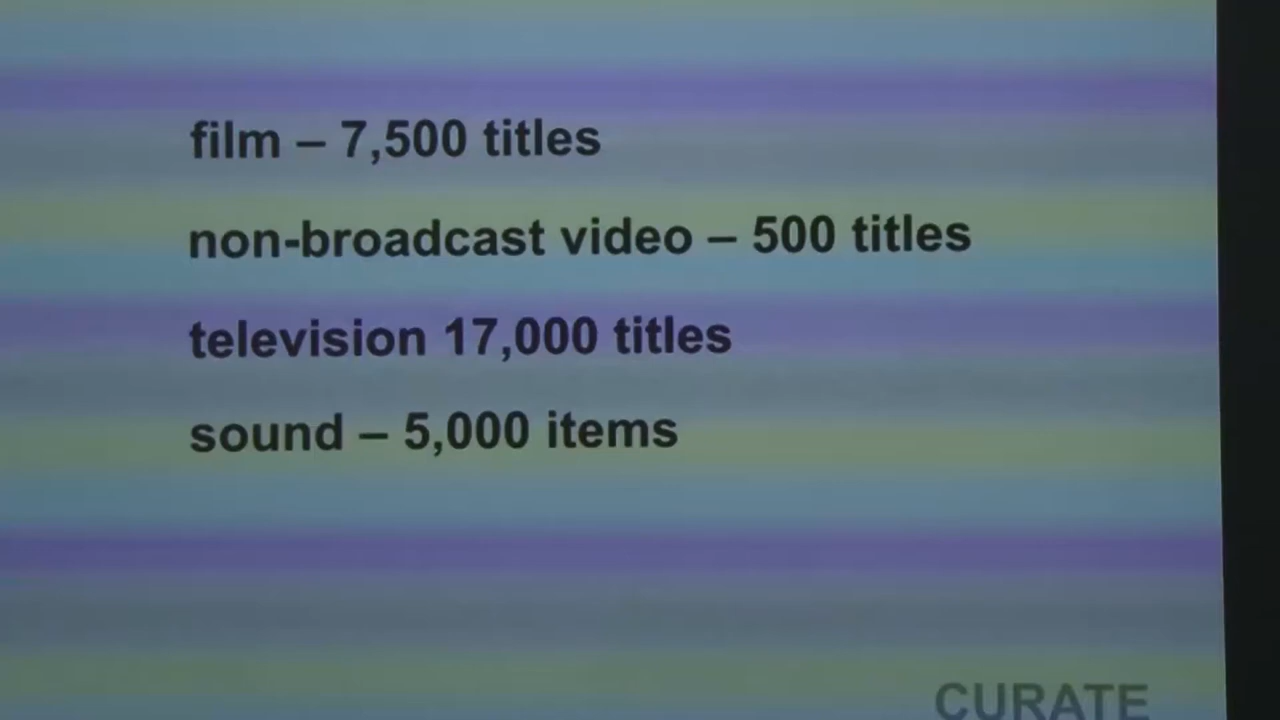 film – 7,500 titles
non-broadcast video – 500 titles
television 17,000 titles
sound – 5,000 items
CURATE